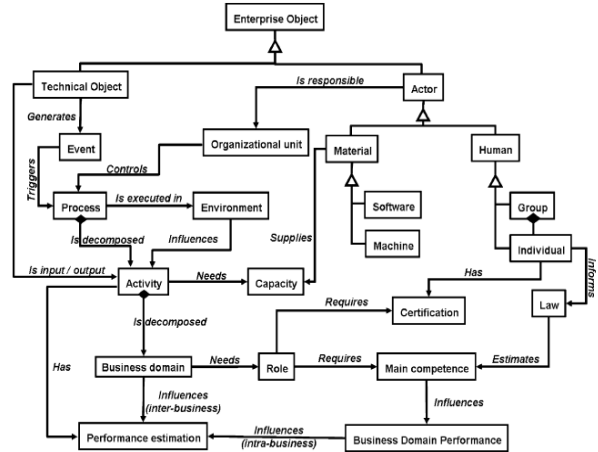 Enterprise Object
Is responsible
Technical Object
Actor
Generates
Event
Organizational unit
Material
Human
Triggers
Controls
Process
Is executed in
Environment
Software
Group
Is decomposed
Influences
Supplies
Machine
Individual
Is input / output
Activity
Needs
Capacity
Has
Informs
Requires
Certification
Law
Is decomposed
Has
Business domain
Needs
Role
Requires
Main competence
Estimates
Influences
(inter-business)
Influences
Performance estimation
Influences
(intra-business)
Business Domain Performance